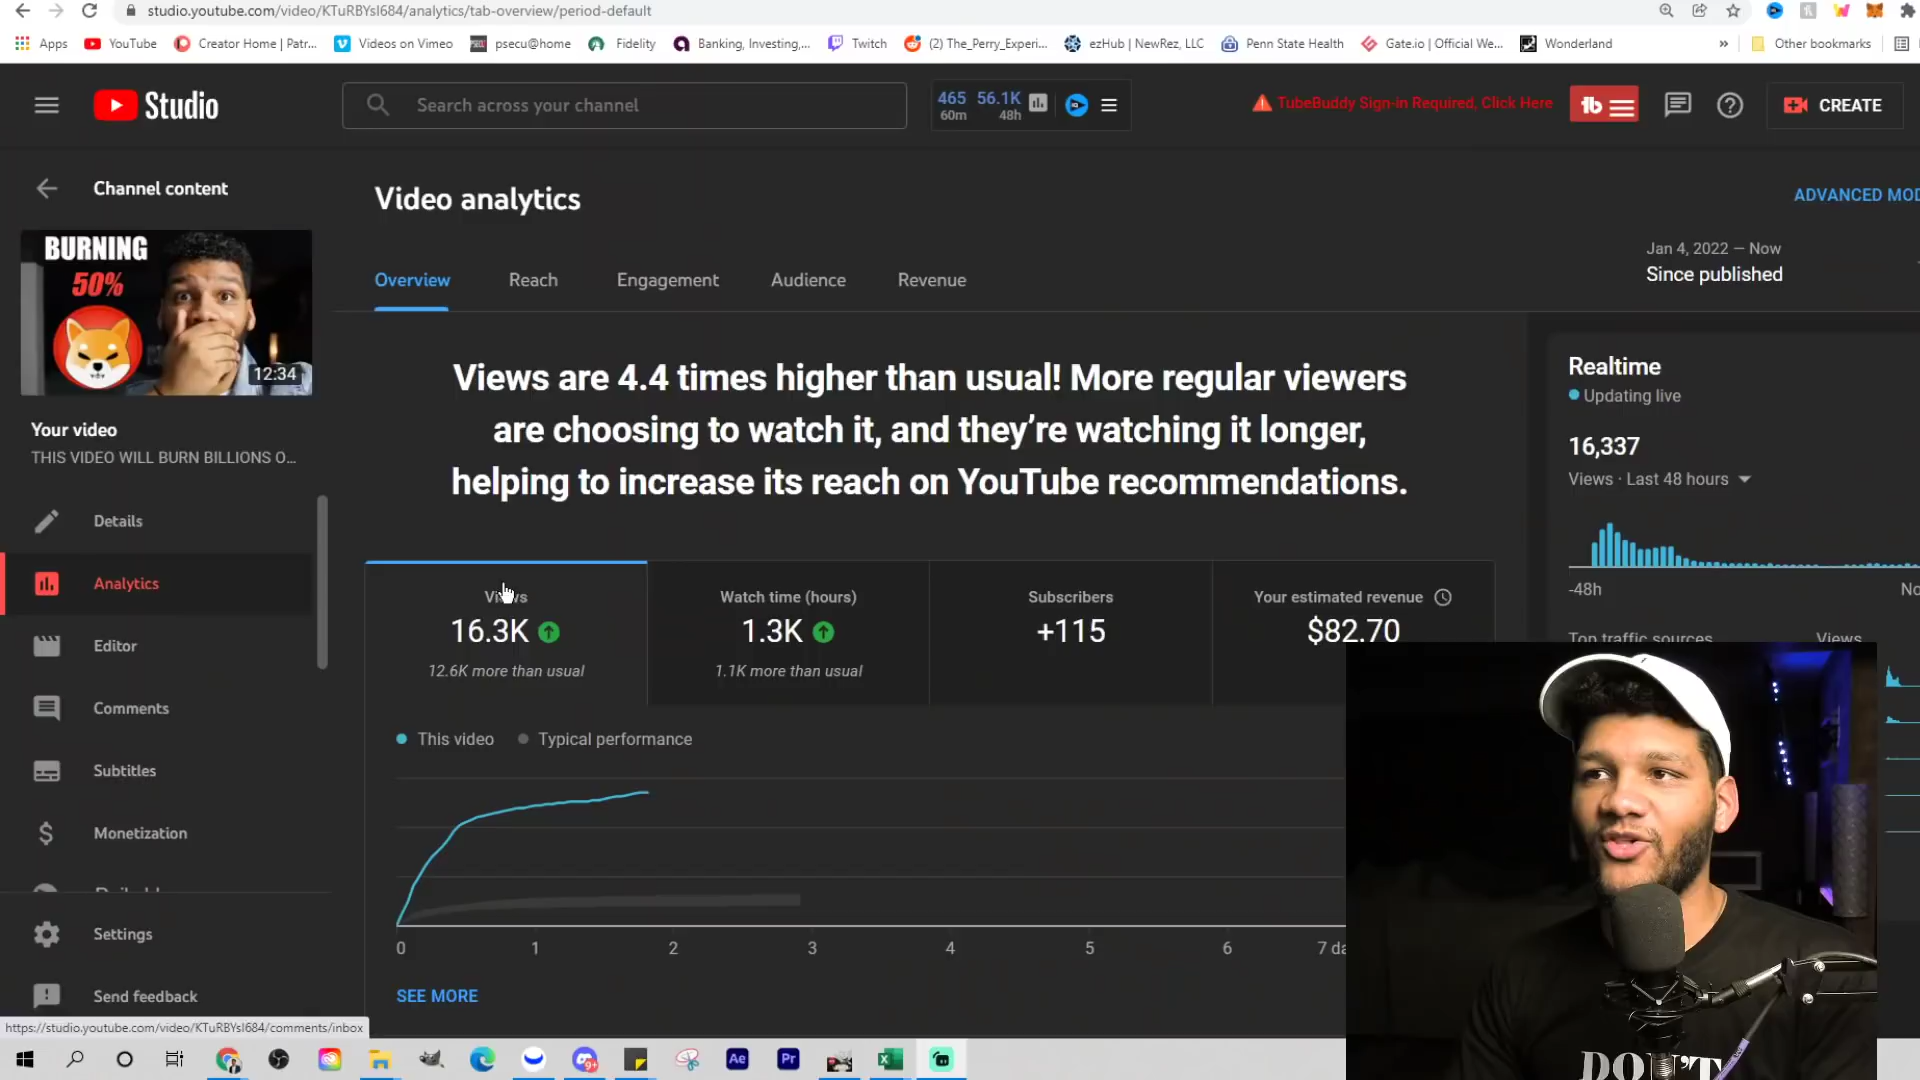 studio.youtube.com/video/KTuRBYsI684/analytics/tab-overview/period-default
Apps YouTube Creator Home | Patr... Videos on Vimeo psecu@home Fidelity Banking, Investing,... Twitch (2) The_Perry_Experi... ezHub | NewRez, LLC Penn State Health Gate.io | Official We... Wonderland » Other bookmarks
Studio
Search across your channel
465 56.1K
60m 48h
TubeBuddy Sign-in Required, Click Here
CREATE
Channel content
BURNING
50%
12:34
Your video
THIS VIDEO WILL BURN BILLIONS O...
Details
Analytics
Editor
Comments
Subtitles
Monetization
Settings
Send feedback
https://studio.youtube.com/video/KTuRBYsI684/comments/inbox
Video analytics
ADVANCED MOD
Overview Reach Engagement Audience Revenue
Jan 4, 2022 – Now
Since published
Views are 4.4 times higher than usual! More regular viewers
are choosing to watch it, and they're watching it longer,
helping to increase its reach on YouTube recommendations.
Views
16.3K
12.6K more than usual
Watch time (hours)
1.3K
1.1K more than usual
Subscribers
+115
Your estimated revenue
$82.70
This video Typical performance
0 1 2 3 4 5 6 7 da
SEE MORE
Realtime
Updating live
16,337
Views · Last 48 hours
-48h No
Top traffic sources Views
Ae Pr
DON'T